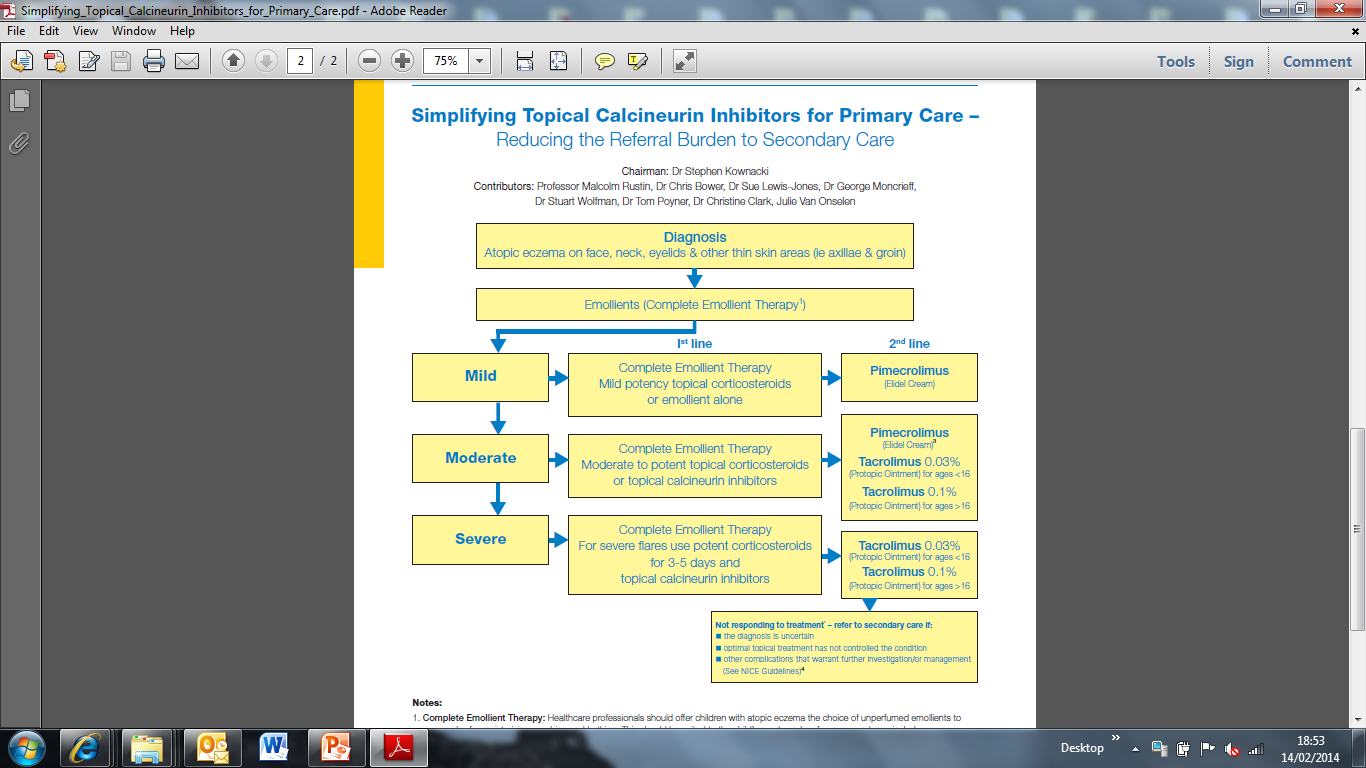 Simplifying_Topical_Calcineurin_Inhibitors_for_Primary_Care.pdf - Adobe Reader
File Edit View Window Help
2 / 2 75% Tools Sign Comment
Simplifying Topical Calcineurin Inhibitors for Primary Care –
Reducing the Referral Burden to Secondary Care
Chairman: Dr Stephen Kownacki
Contributors: Professor Malcolm Rustin, Dr Chris Bower, Dr Sue Lewis-Jones, Dr George Moncrieff,
Dr Stuart Wolfman, Dr Tom Poyner, Dr Christine Clark, Julie Van Onselen
Diagnosis
Atopic eczema on face, neck, eyelids & other thin skin areas (ie axillae & groin)
Emollients (Complete Emollient Therapy1)
1st line
2nd line
Mild
Complete Emollient Therapy
Mild potency topical corticosteroids
or emollient alone
Pimecrolimus
(Elidel Cream)
Moderate
Complete Emollient Therapy
Moderate to potent topical corticosteroids
or topical calcineurin inhibitors
Pimecrolimus
(Elidel Cream)3
Tacrolimus 0.03%
(Protopic Ointment) for ages <16
Tacrolimus 0.1%
(Protopic Ointment) for ages >16
Severe
Complete Emollient Therapy
For severe flares use potent corticosteroids
for 3-5 days and
topical calcineurin inhibitors
Tacrolimus 0.03%
(Protopic Ointment) for ages <16
Tacrolimus 0.1%
(Protopic Ointment) for ages >16
Not responding to treatment – refer to secondary care if:
■ the diagnosis is uncertain
■ optimal topical treatment has not controlled the condition
■ other complications that warrant further investigation/or management
(See NICE Guidelines)4
Notes:
1. Complete Emollient Therapy: Healthcare professionals should offer children with atopic eczema the choice of unperfumed emollients to
Desktop
18:53
14/02/2014